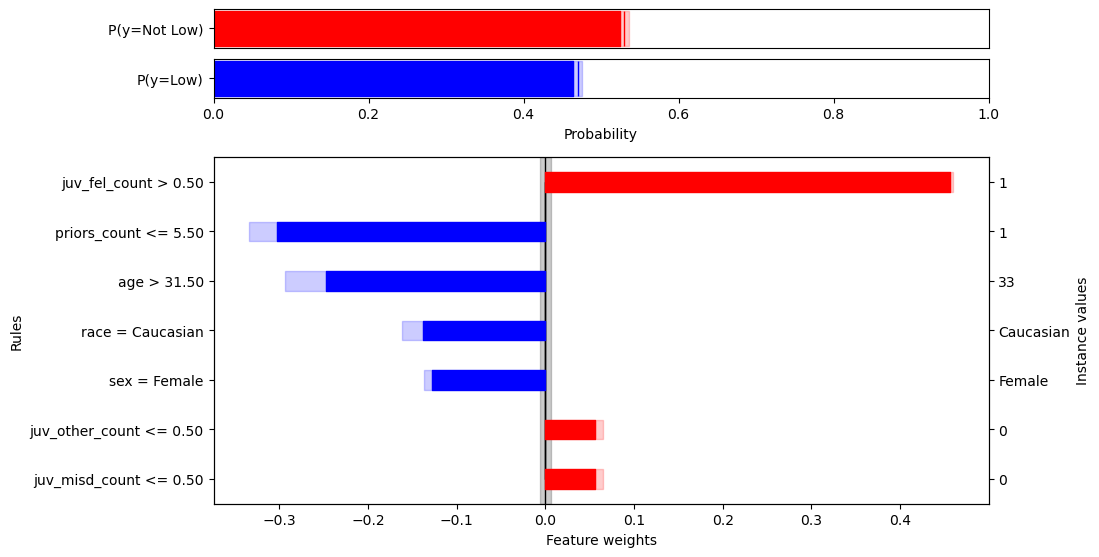 P(y=Not Low)
P(y=Low)
0.0 0.2 0.4 0.6 0.8 1.0
Probability
juv_fel_count > 0.50 1
priors_count <= 5.50 1
age > 31.50 33
race = Caucasian Caucasian
sex = Female Female
juv_other_count <= 0.50 0
juv_misd_count <= 0.50 0
Rules
Instance values
−0.3 −0.2 −0.1 0.0 0.1 0.2 0.3 0.4
Feature weights